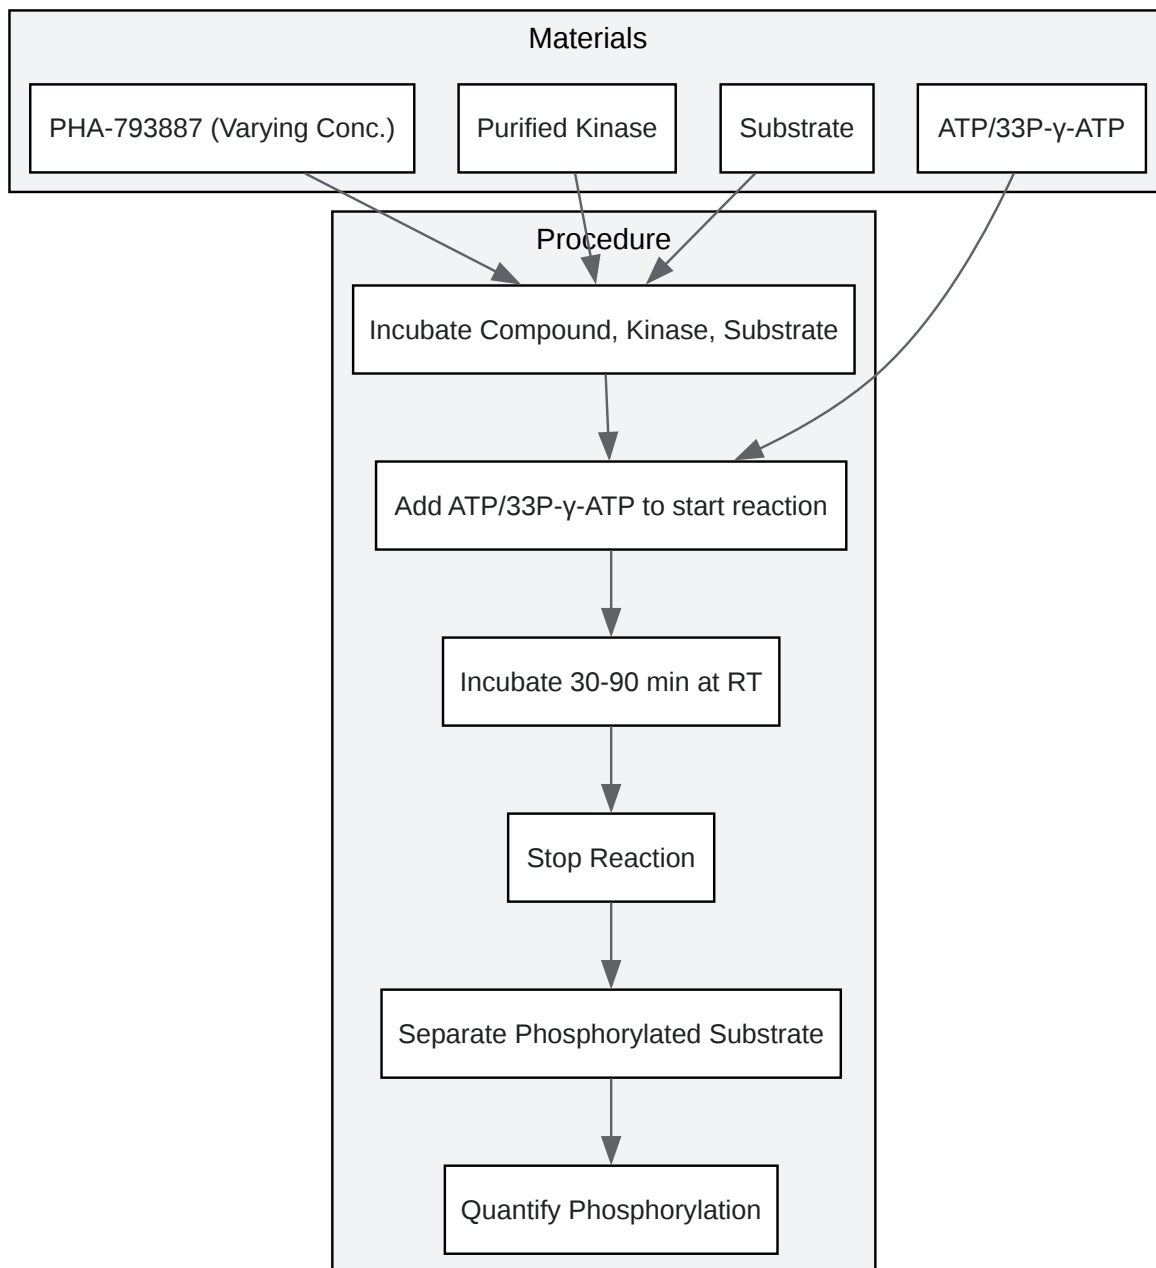 Materials
PHA-793887 (Varying Conc.)
Purified Kinase
Substrate
ATP/33P-γ-ATP
Procedure
Incubate Compound, Kinase, Substrate
Add ATP/33P-γ-ATP to start reaction
Incubate 30-90 min at RT
Stop Reaction
Separate Phosphorylated Substrate
Quantify Phosphorylation